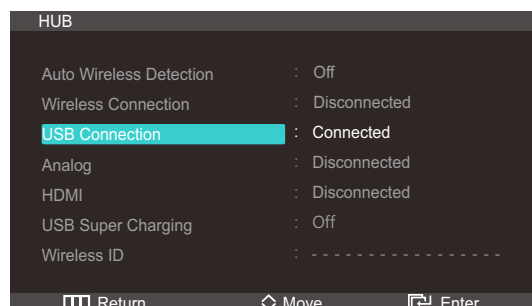 HUB
Auto Wireless Detection : Off
Wireless Connection : Disconnected
USB Connection : Connected
Analog : Disconnected
HDMI : Disconnected
USB Super Charging : Off
Wireless ID : - - - - - - - - - - - - - - - - -
Return Move Enter